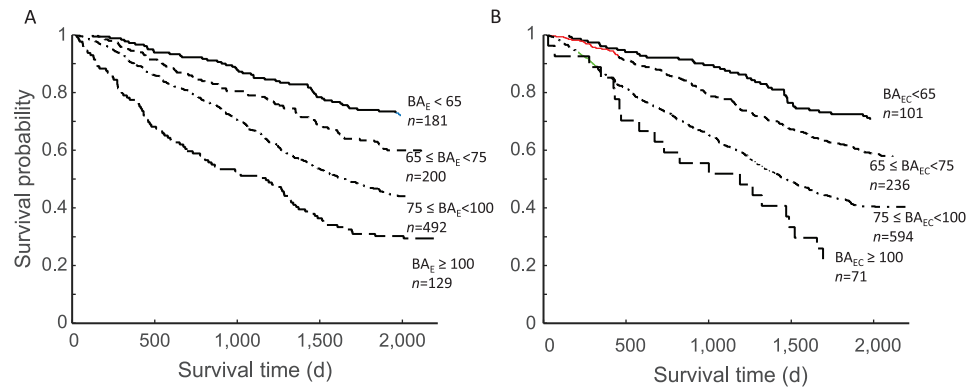 A
Survival probability
1
0.8
0.6
0.4
0.2
0
BA_E < 65
n=181
65 ≤ BA_E <75
n=200
75 ≤ BA_E<100
n=492
BA_E ≥ 100
n=129
0 500 1,000 1,500 2,000
Survival time (d)
B
1
0.8
0.6
0.4
0.2
0
BA_EC<65
n=101
65 ≤ BA_EC<75
n=236
75 ≤ BA_EC<100
n=594
BA_EC ≥ 100
n=71
0 500 1,000 1,500 2,000
Survival time (d)